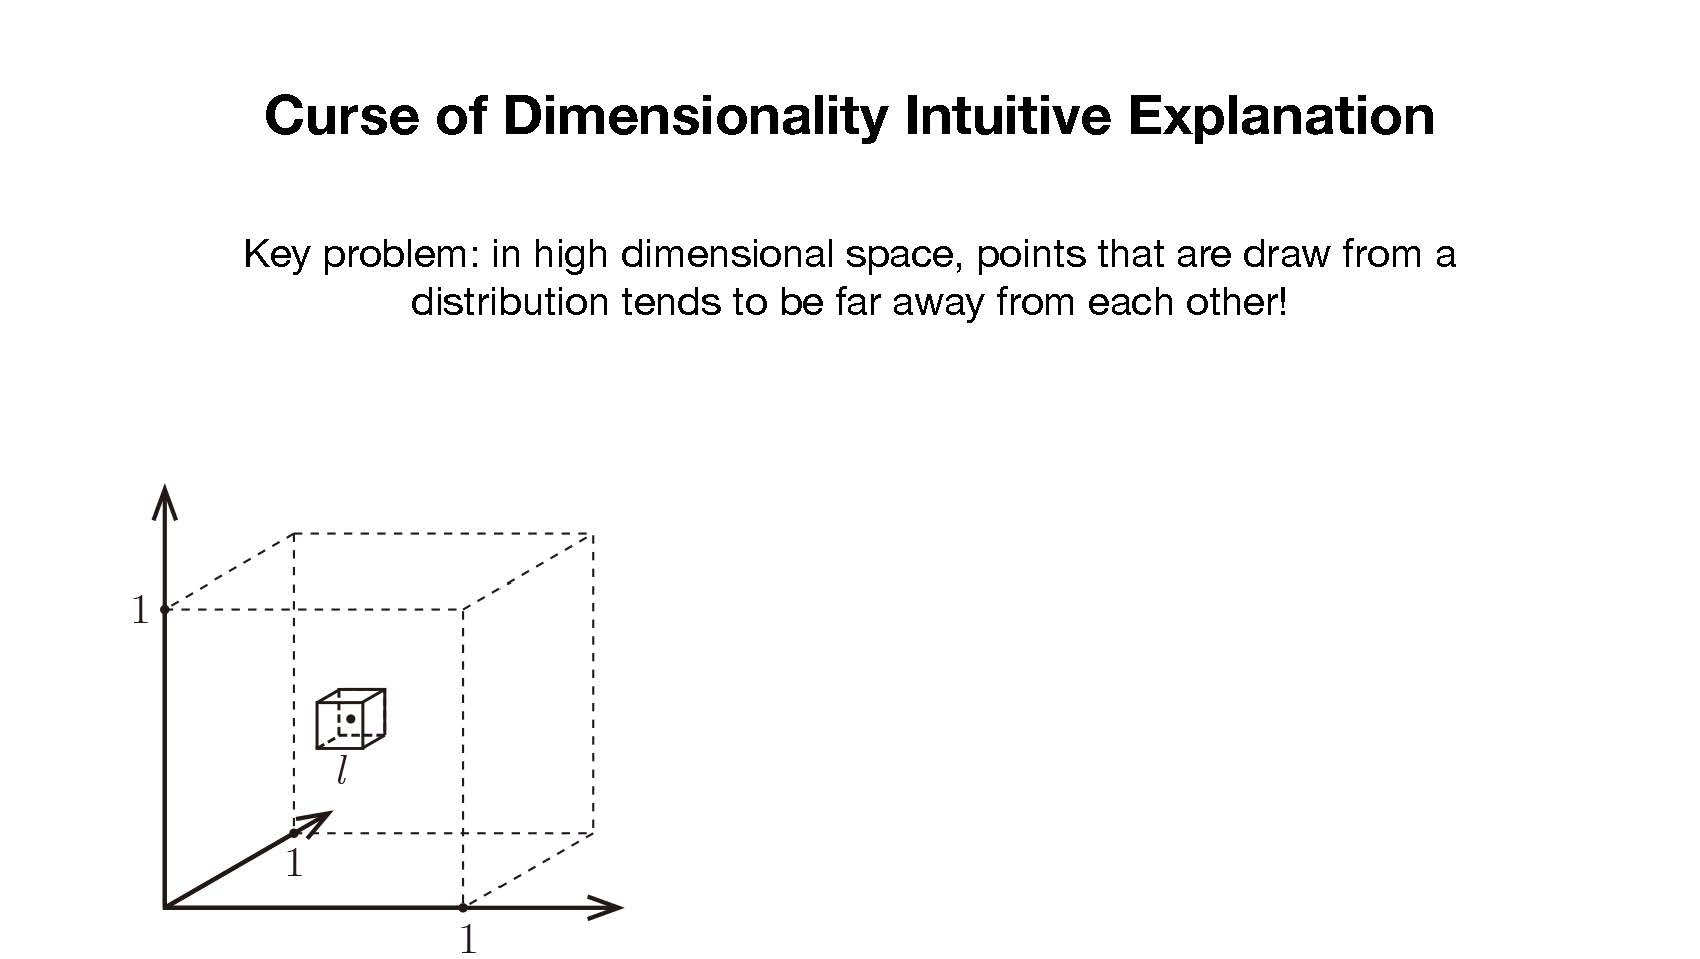 Curse of Dimensionality Intuitive Explanation
Key problem: in high dimensional space, points that are draw from a
distribution tends to be far away from each other!
1
l
1
1